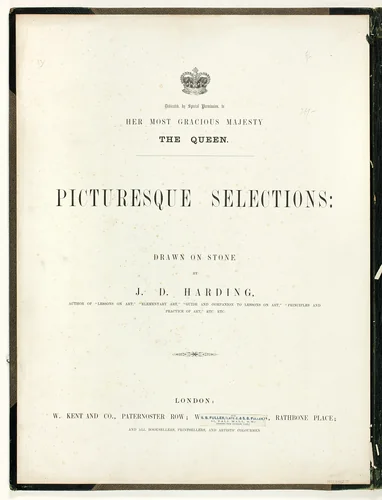 Dedicated, by Special Permission, to
HER MOST GRACIOUS MAJESTY
THE QUEEN.
PICTURESQUE SELECTIONS:
DRAWN ON STONE
BY
J. D. HARDING,
AUTHOR OF "LESSONS ON ART," "ELEMENTARY ART," "GUIDE AND COMPANION TO LESSONS ON ART," "PRINCIPLES AND
PRACTICE OF ART," ETC. ETC.
LONDON:
W. KENT AND CO., PATERNOSTER ROW; W RATHBONE PLACE;
AND ALL BOOKSELLERS, PRINTSELLERS, AND ARTISTS' COLOURMEN